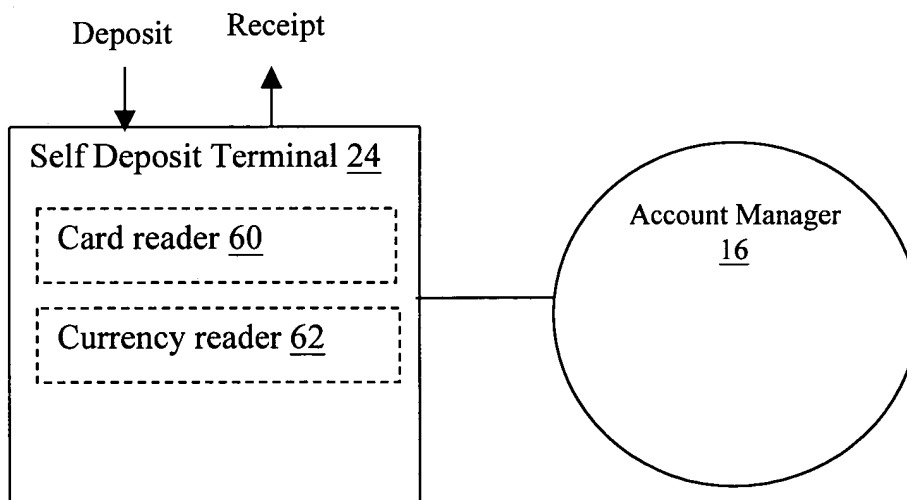 Deposit
Receipt
Self Deposit Terminal 24
Card reader 60
Currency reader 62
Account Manager
16